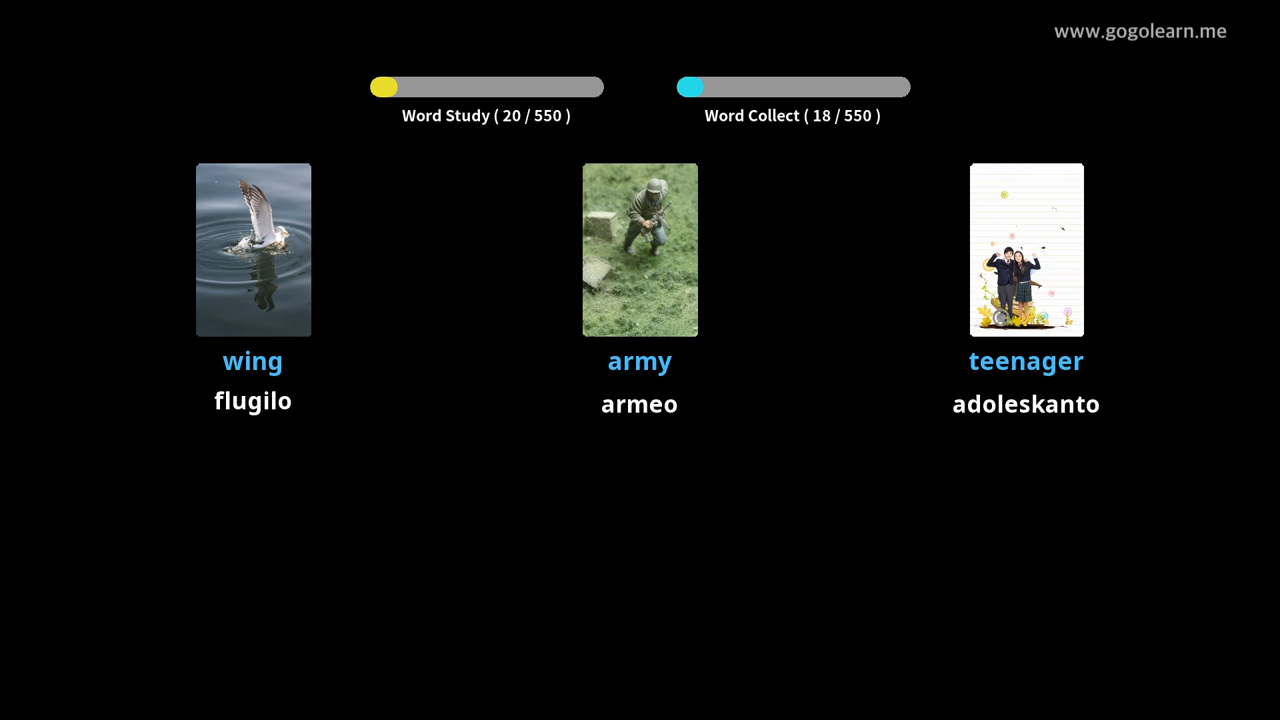 www.gogolearn.me
Word Study ( 20 / 550 )
Word Collect ( 18 / 550 )
wing
army
teenager
flugilo
armeo
adoleskanto